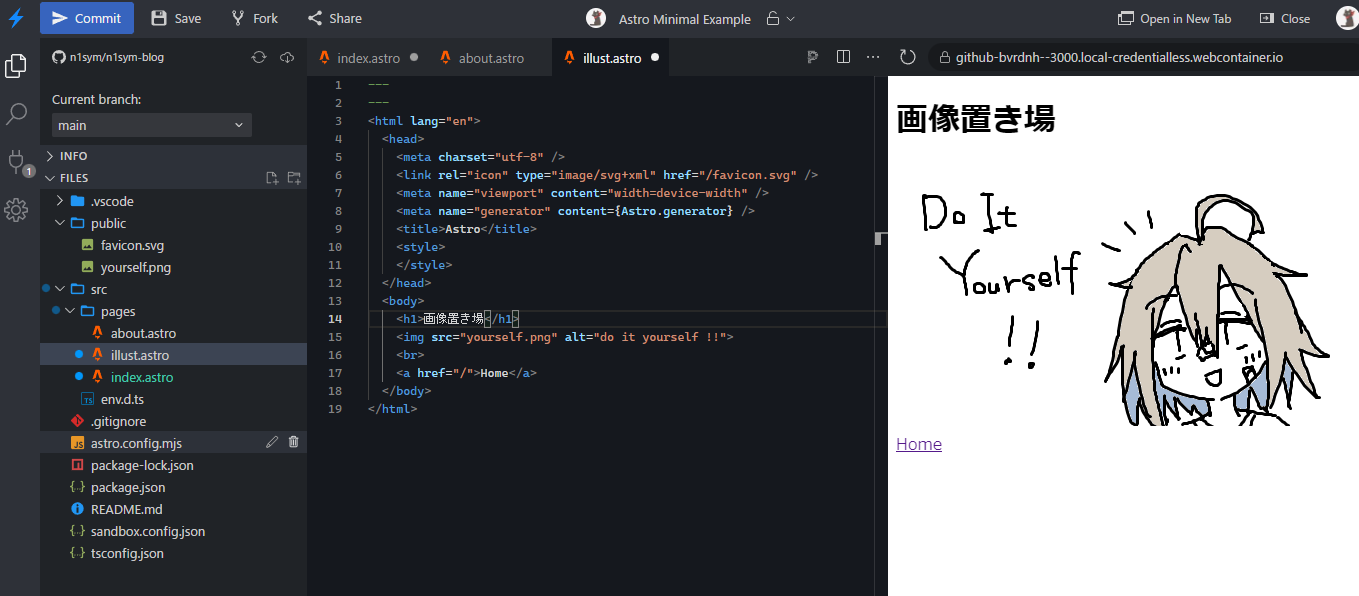 Commit
Save
Fork
Share
Astro Minimal Example
Open in New Tab
Close
n1sym/n1sym-blog
Current branch:
main
INFO
FILES
.vscode
public
favicon.svg
yourself.png
src
pages
about.astro
illust.astro
index.astro
TS env.d.ts
.gitignore
JS astro.config.mjs
package-lock.json
package.json
README.md
sandbox.config.json
tsconfig.json
1
index.astro
about.astro
illust.astro
1 ---
2 ---
3 <html lang="en">
4 <head>
5 <meta charset="utf-8" />
6 <link rel="icon" type="image/svg+xml" href="/favicon.svg" />
7 <meta name="viewport" content="width=device-width" />
8 <meta name="generator" content={Astro.generator} />
9 <title>Astro</title>
10 <style>
11 </style>
12 </head>
13 <body>
14 <h1>画像置き場</h1>
15 <img src="yourself.png" alt="do it yourself !!">
16 <br>
17 <a href="/">Home</a>
18 </body>
19 </html>
github-bvrdnh--3000.local-credentialless.webcontainer.io
画像置き場
Do It
Yourself
!!
Home